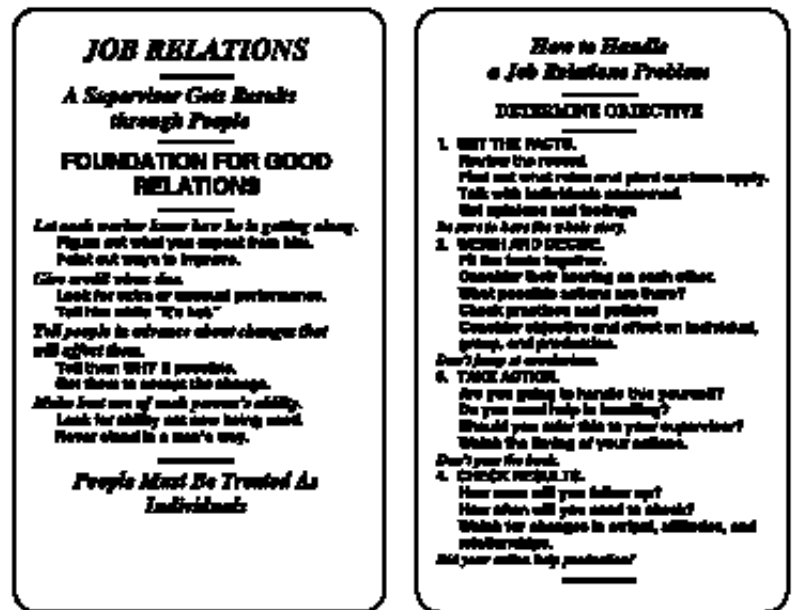 JOB RELATIONS
A Supervisor Gets Results
through People
FOUNDATION FOR GOOD
RELATIONS
Let each worker know how he is getting along.
Figure out what you expect from him.
Point out ways to improve.
Give credit when due.
Look for extra or unusual performance.
Tell him while "it's hot."
Tell people in advance about changes that
will affect them.
Tell them WHY if possible.
Get them to accept the change.
Make best use of each person's ability.
Look for ability not now being used.
Never stand in a man's way.
People Must Be Treated As
Individuals
How to Handle
a Job Relations Problem
DETERMINE OBJECTIVE
1. GET THE FACTS.
Review the record.
Find out what rules and plant customs apply.
Talk with individuals concerned.
Get opinions and feelings.
Be sure to have the whole story.
2. WEIGH AND DECIDE.
Fit the facts together.
Consider their bearing on each other.
What possible actions are there?
Check practices and policies
Consider objective and effect on individual,
group, and production.
Don't jump at conclusions.
3. TAKE ACTION.
Are you going to handle this yourself?
Do you need help in handling?
Should you refer this to your supervisor?
Watch the timing of your actions.
Don't pass the buck.
4. CHECK RESULTS.
How soon will you follow up?
How often will you need to check?
Watch for changes in output, attitudes, and
relationships.
Did your action help production?